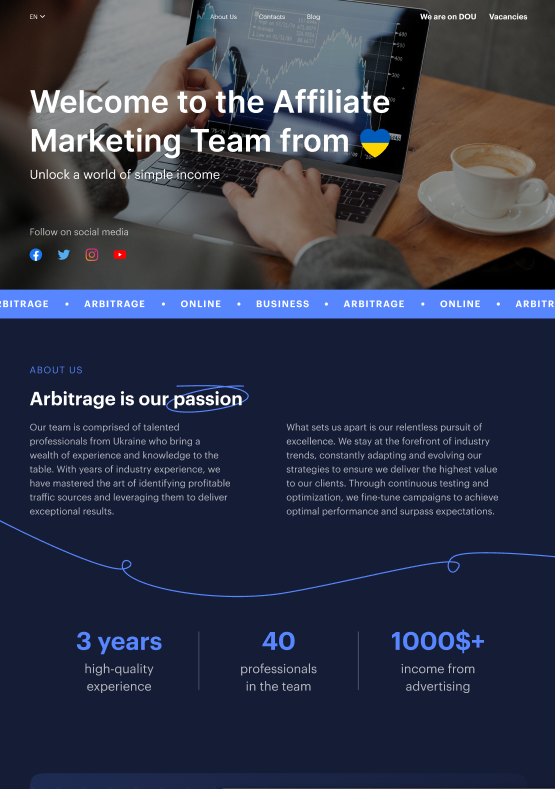 EN
About Us
Contacts
Blog
We are on DOU
Vacancies
Welcome to the Affiliate
Marketing Team from
Unlock a world of simple income
Follow on social media
ARBITRAGE • ONLINE • BUSINESS • ARBITRAGE • ONLINE •
ABOUT US
Arbitrage is our passion
Our team is comprised of talented
professionals from Ukraine who bring a
wealth of experience and knowledge to the
table. With years of industry experience, we
have mastered the art of identifying profitable
traffic sources and leveraging them to deliver
exceptional results.
What sets us apart is our relentless pursuit of
excellence. We stay at the forefront of industry
trends, constantly adapting and evolving our
strategies to ensure we deliver the highest value
to our clients. Through continuous testing and
optimization, we fine-tune campaigns to achieve
optimal performance and surpass expectations.
3 years
high-quality
experience
40
professionals
in the team
1000$+
income from
advertising